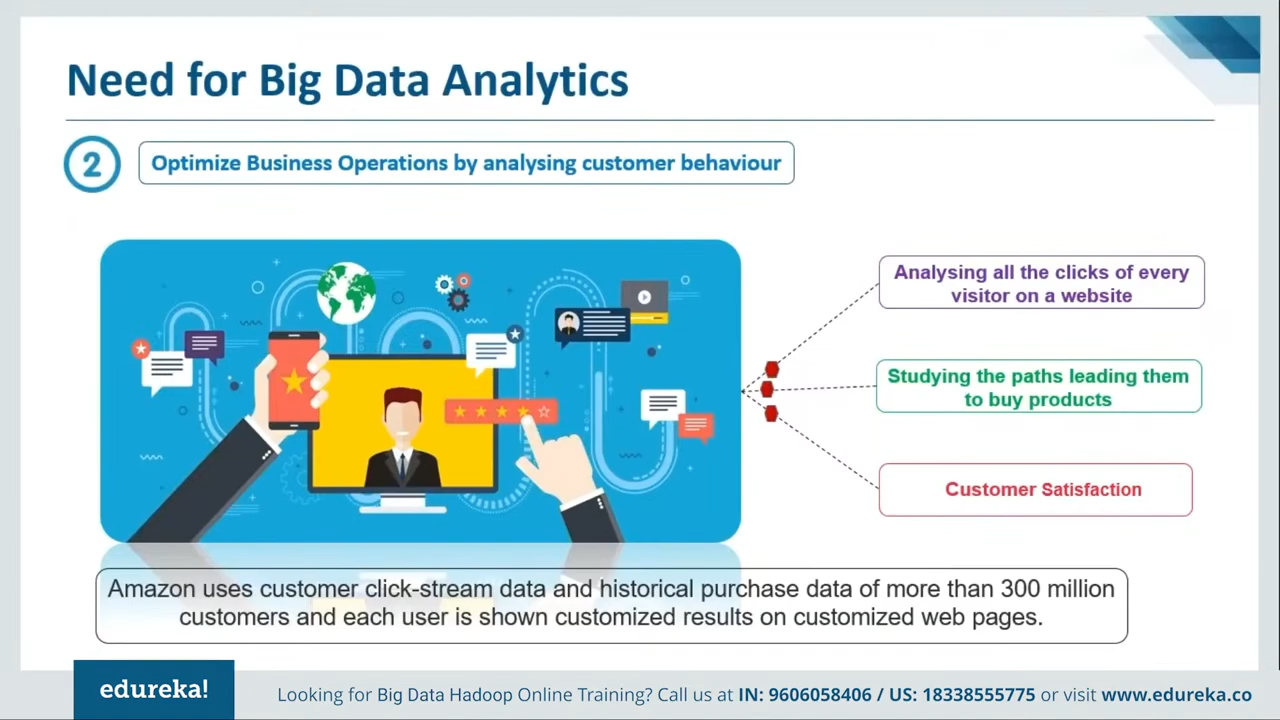 Need for Big Data Analytics
2
Optimize Business Operations by analysing customer behaviour
Analysing all the clicks of every
visitor on a website
Studying the paths leading them
to buy products
Customer Satisfaction
Amazon uses customer click-stream data and historical purchase data of more than 300 million
customers and each user is shown customized results on customized web pages.
edureka!
Looking for Big Data Hadoop Online Training? Call us at IN: 9606058406 / US: 18338555775 or visit www.edureka.co